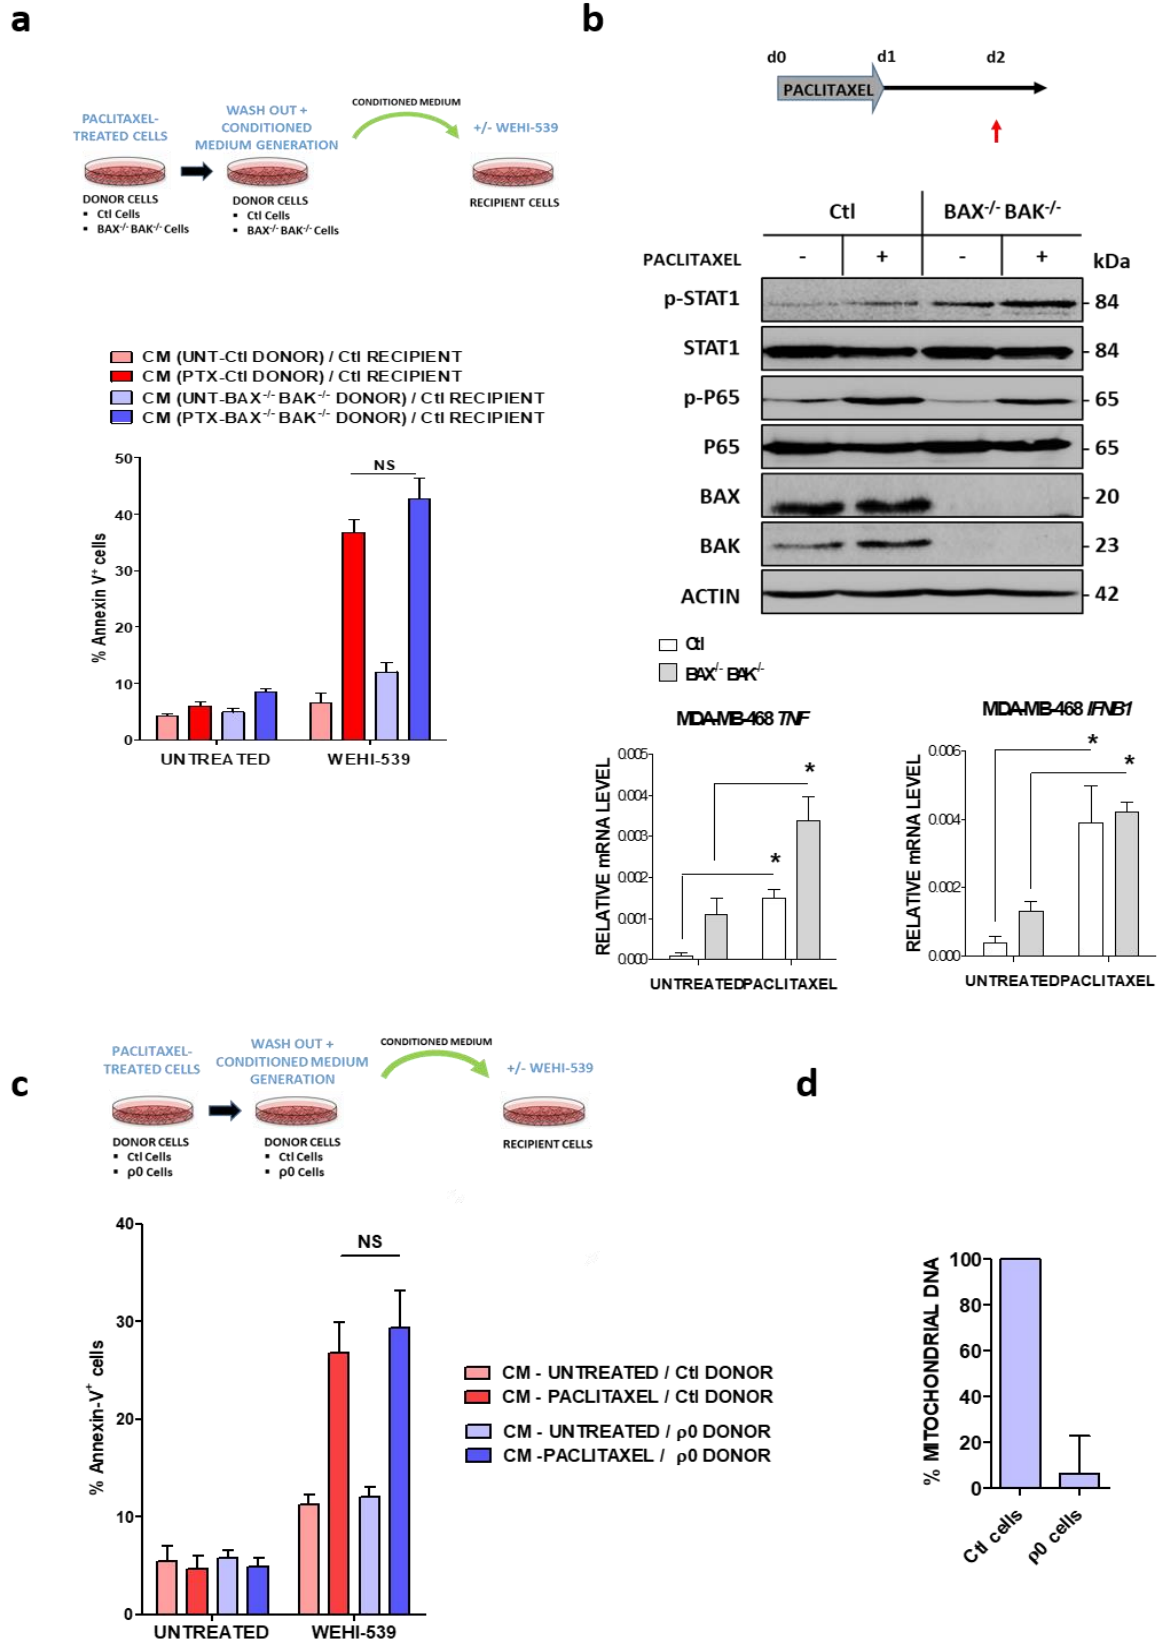 a
PACLITAXEL-
TREATED CELLS
WASH OUT +
CONDITIONED
MEDIUM GENERATION
CONDITIONED MEDIUM
+/- WEHI-539
DONOR CELLS
▪ Ctl Cells
▪ BAX-/- BAK-/- Cells
DONOR CELLS
▪ Ctl Cells
▪ BAX-/- BAK-/- Cells
RECIPIENT CELLS
CM (UNT-Ctl DONOR) / Ctl RECIPIENT
CM (PTX-Ctl DONOR) / Ctl RECIPIENT
CM (UNT-BAX-/- BAK-/- DONOR) / Ctl RECIPIENT
CM (PTX-BAX-/- BAK-/- DONOR) / Ctl RECIPIENT
% Annexin V+ cells
50
40
30
20
10
0
NS
UNTREATED
WEHI-539
b
d0
d1
d2
PACLITAXEL
Ctl
BAX-/- BAK-/-
PACLITAXEL
-
+
-
+
kDa
p-STAT1
84
STAT1
84
p-P65
65
P65
65
BAX
20
BAK
23
ACTIN
42
Ctl
BAX-/- BAK-/-
MDA-MB-468 TNF
RELATIVE mRNA LEVEL
0.005
0.004
0.003
0.002
0.001
0.000
*
*
UNTREATED
PACLITAXEL
MDA-MB-468 IFNB1
RELATIVE mRNA LEVEL
0.006
0.004
0.002
0.000
*
*
UNTREATED
PACLITAXEL
c
PACLITAXEL-
TREATED CELLS
WASH OUT +
CONDITIONED MEDIUM
GENERATION
CONDITIONED MEDIUM
+/- WEHI-539
DONOR CELLS
▪ Ctl Cells
▪ ρ0 Cells
DONOR CELLS
▪ Ctl Cells
▪ ρ0 Cells
RECIPIENT CELLS
% Annexin-V+ cells
40
30
20
10
0
NS
UNTREATED
WEHI-539
CM - UNTREATED / Ctl DONOR
CM - PACLITAXEL / Ctl DONOR
CM - UNTREATED / ρ0 DONOR
CM -PACLITAXEL / ρ0 DONOR
d
% MITOCHONDRIAL DNA
100
80
60
40
20
0
Ctl cells
ρ0 cells